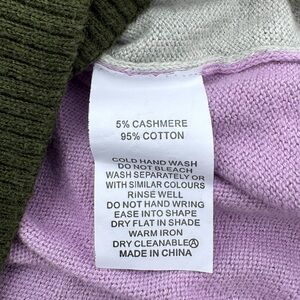 5% CASHMERE
95% COTTON
COLD HAND WASH
DO NOT BLEACH
WASH SEPARATELY OR
WITH SIMILAR COLOURS
RINSE WELL
DO NOT HAND WRING
EASE INTO SHAPE
DRY FLAT IN SHADE
WARM IRON
DRY CLEANABLEⒶ
MADE IN CHINA